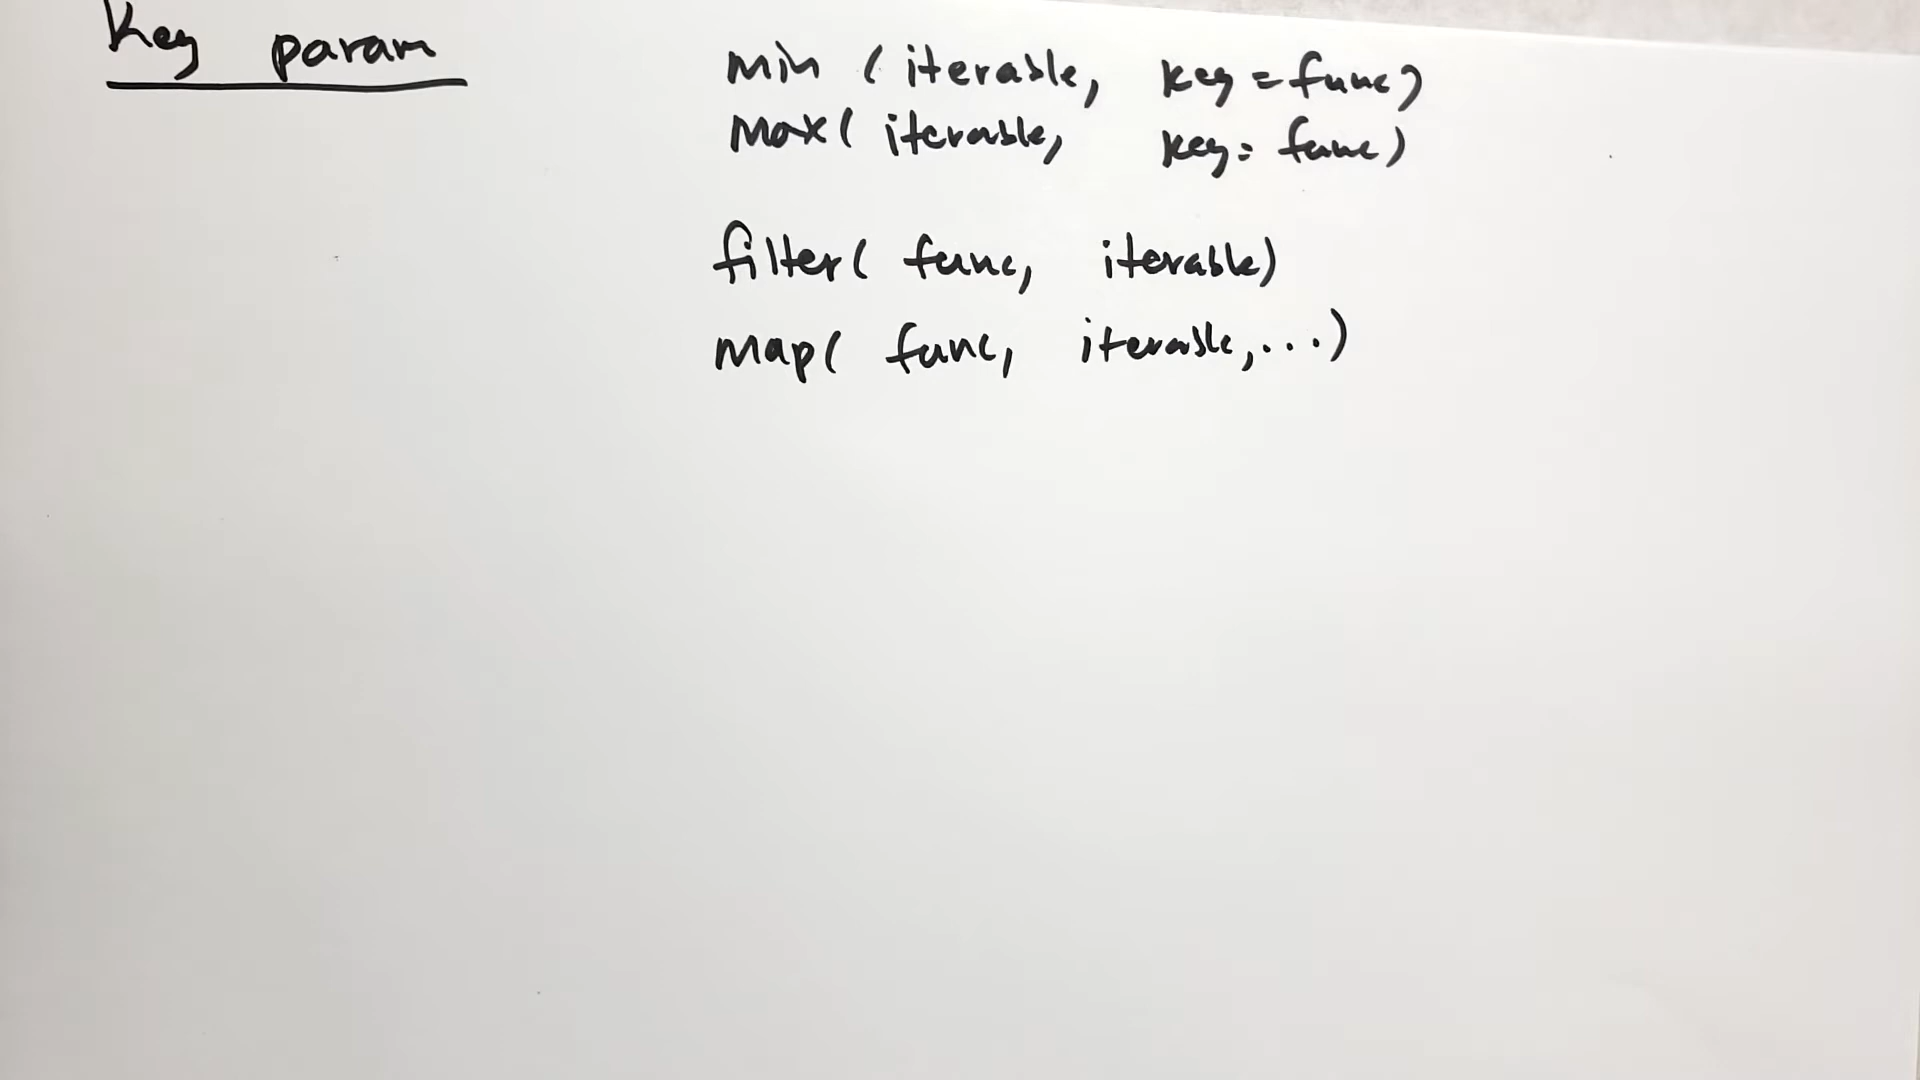 Key param
min (iterable, key = func)
max( iterable, key= func)
filter( func, iterable)
map( func, iterable,...)